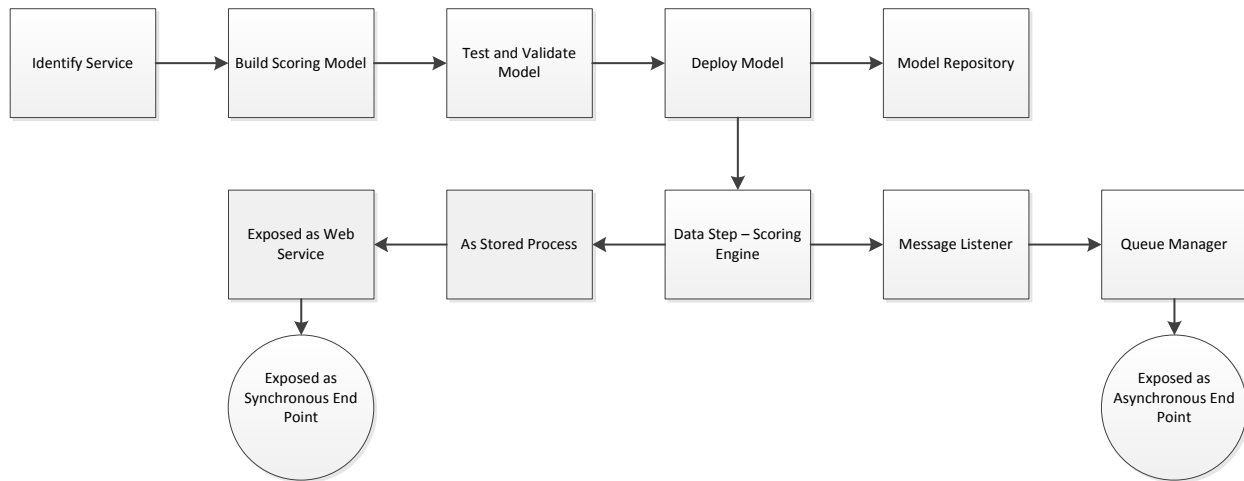 Identify Service
Build Scoring Model
Test and Validate
Model
Deploy Model
Model Repository
Exposed as Web
Service
As Stored Process
Data Step – Scoring
Engine
Message Listener
Queue Manager
Exposed as
Synchronous End
Point
Exposed as
Asynchronous End
Point